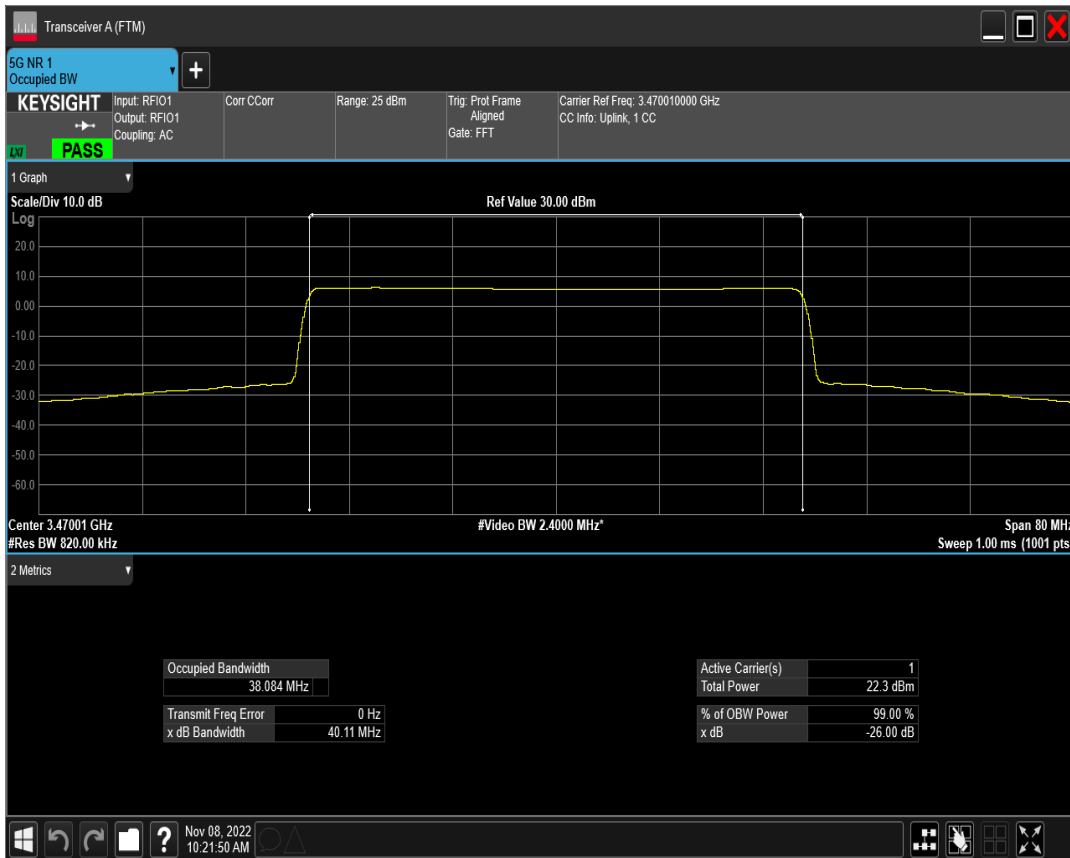 Transceiver A (FTM)
5G NR 1
Occupied BW
+
KEYSIGHT
LXI
PASS
Input: RFIO1
Output: RFIO1
Coupling: AC
Corr CCorr
Range: 25 dBm
Trig: Prot Frame
Aligned
Gate: FFT
Carrier Ref Freq: 3.470010000 GHz
CC Info: Uplink, 1 CC
1 Graph
Scale/Div 10.0 dB
Ref Value 30.00 dBm
Log
20.0
10.0
0.00
-10.0
-20.0
-30.0
-40.0
-50.0
-60.0
Center 3.47001 GHz
#Video BW 2.4000 MHz*
Span 80 MHz
#Res BW 820.00 kHz
Sweep 1.00 ms (1001 pts
2 Metrics
Occupied Bandwidth
38.084 MHz
Transmit Freq Error 0 Hz
x dB Bandwidth 40.11 MHz
Active Carrier(s) 1
Total Power 22.3 dBm
% of OBW Power 99.00 %
x dB -26.00 dB
?
Nov 08, 2022
10:21:50 AM